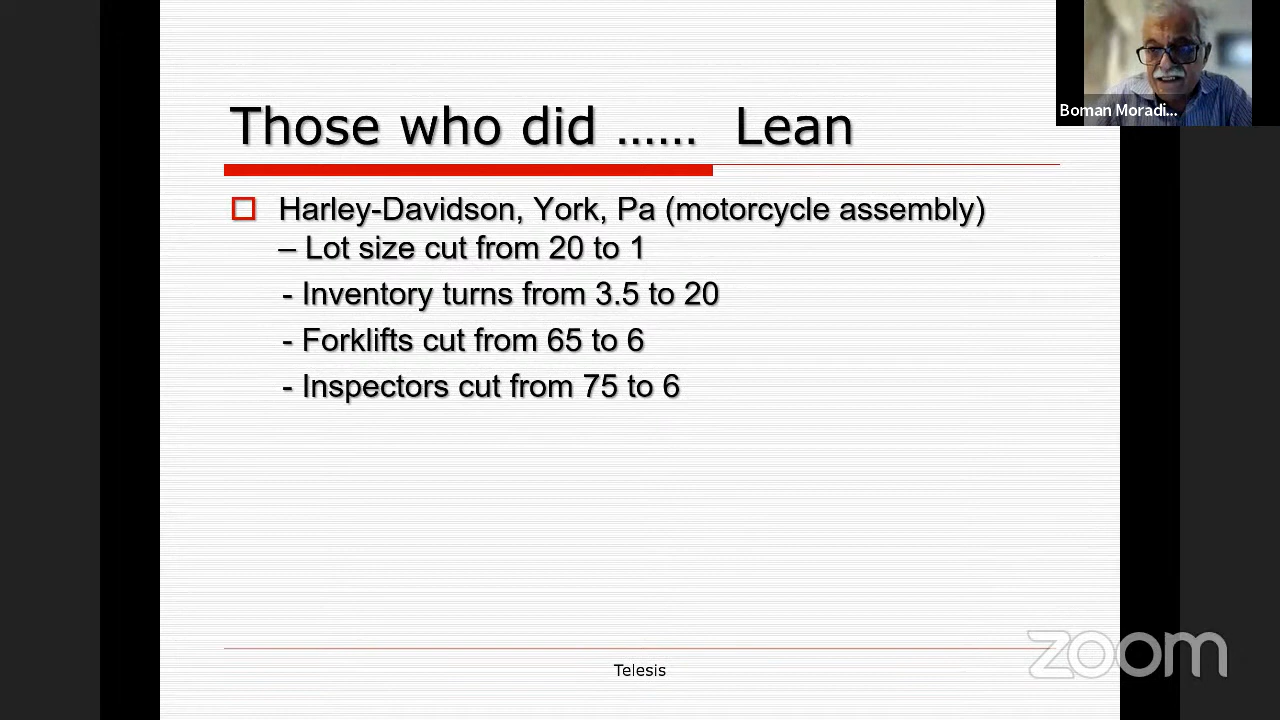 Boman Moradi...
Those who did ...... Lean
Harley-Davidson, York, Pa (motorcycle assembly)
– Lot size cut from 20 to 1
- Inventory turns from 3.5 to 20
- Forklifts cut from 65 to 6
- Inspectors cut from 75 to 6
zoom
Telesis